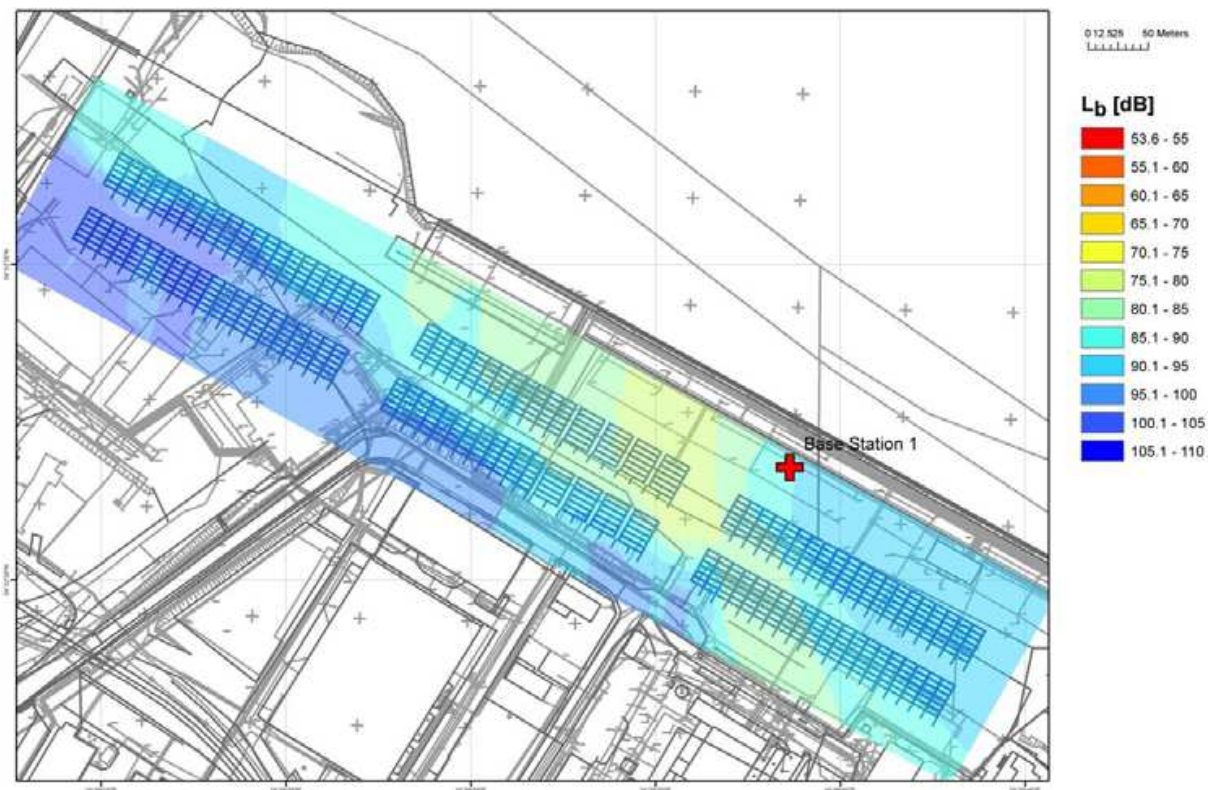 0 12.525 50 Meters
Lb [dB]
53.6 - 55
55.1 - 60
60.1 - 65
65.1 - 70
70.1 - 75
75.1 - 80
80.1 - 85
85.1 - 90
90.1 - 95
95.1 - 100
100.1 - 105
105.1 - 110
Base Station 1